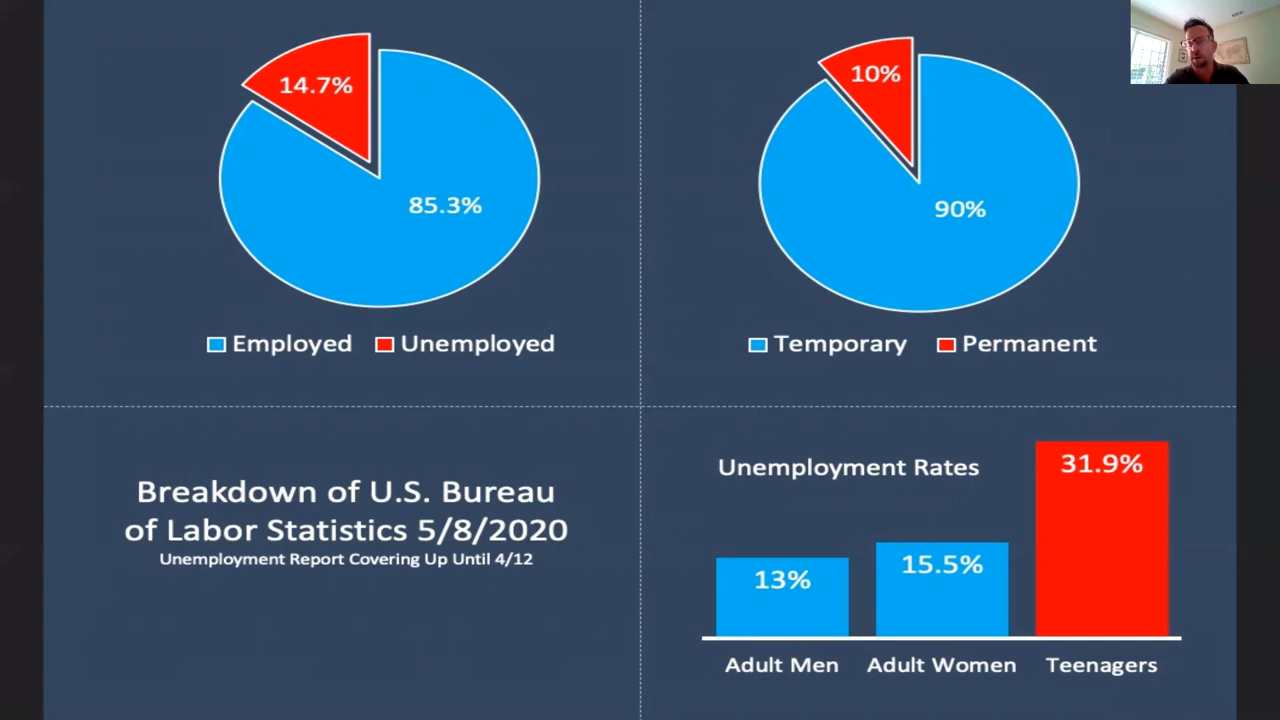 14.7%
85.3%
Employed Unemployed
10%
90%
Temporary Permanent
Breakdown of U.S. Bureau
of Labor Statistics 5/8/2020
Unemployment Report Covering Up Until 4/12
Unemployment Rates
13%
15.5%
31.9%
Adult Men Adult Women Teenagers